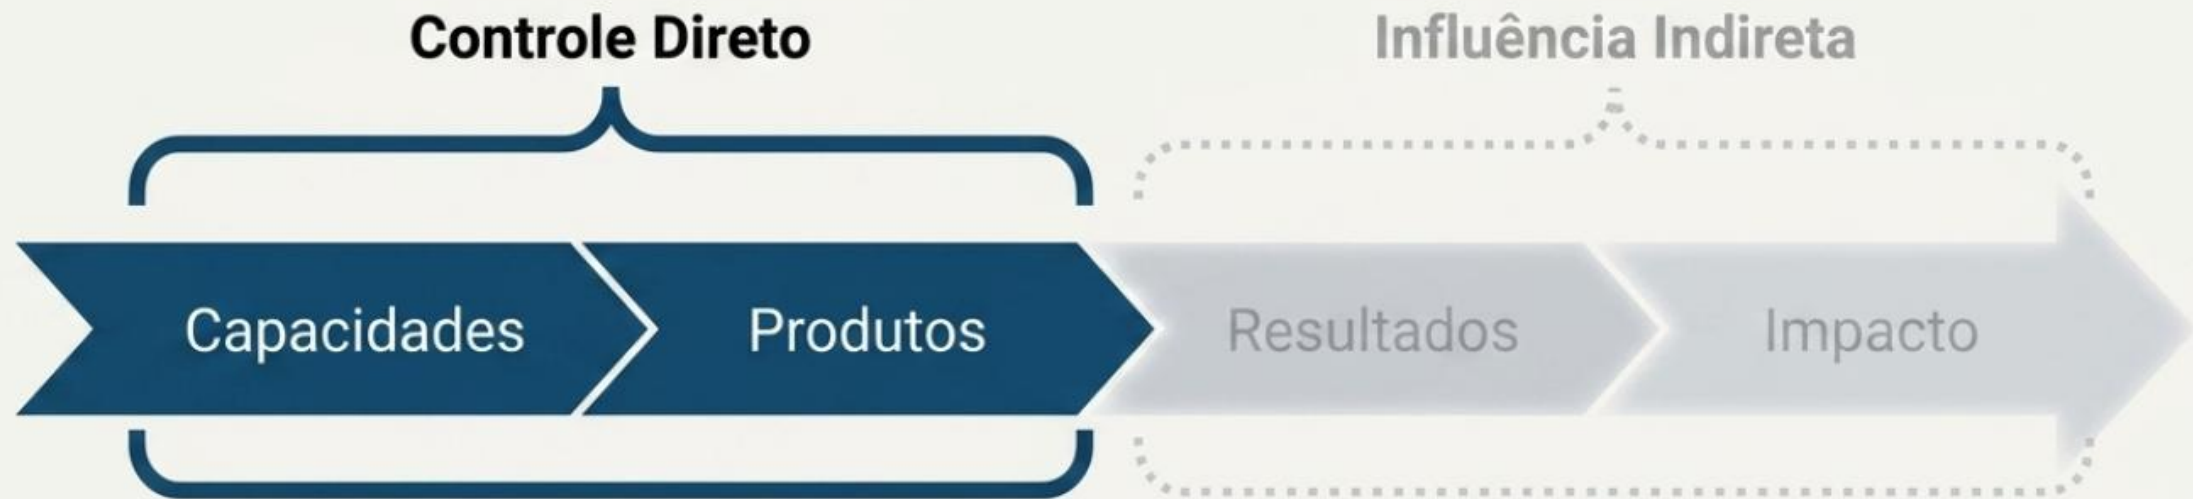 Controle Direto
Influência Indireta
Capacidades
Produtos
Resultados
Impacto